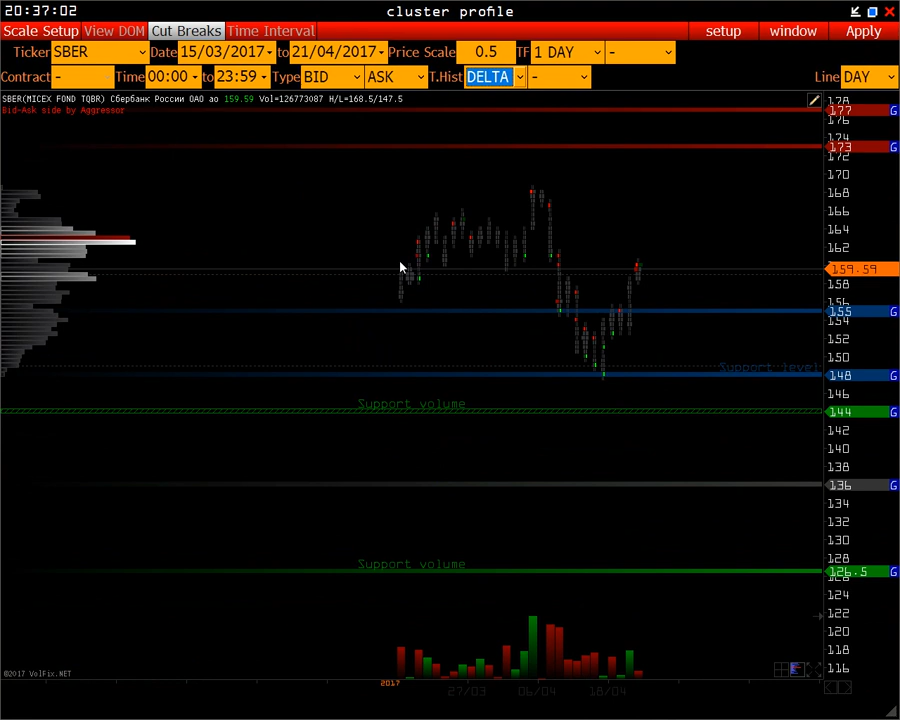 20:37:02 cluster profile
Scale Setup View DOM Cut Breaks Time Interval setup window Apply
Ticker SBER Date 15/03/2017 to 21/04/2017 Price Scale 0.5 TF 1 DAY -
Contract - Time 00:00 to 23:59 Type BID ASK T.Hist DELTA - Line DAY
SBER(MICEX FOND TQBR) Сбербанк России ОАО ао 159.59 Vol=126773087 H/L=168.5/147.5
Bid-Ask side by Aggressor
178
177 G
176
174
173 G
172
170
168
166
164
162
159.59
158
156
155 G
154
152
150
Support level
148 G
146
Support volume
144 G
142
140
138
136 G
134
132
130
128
Support volume
126.5 G
126
124
122
120
118
©2017 VolFix.NET
116
2017
27/03 06/04 18/04